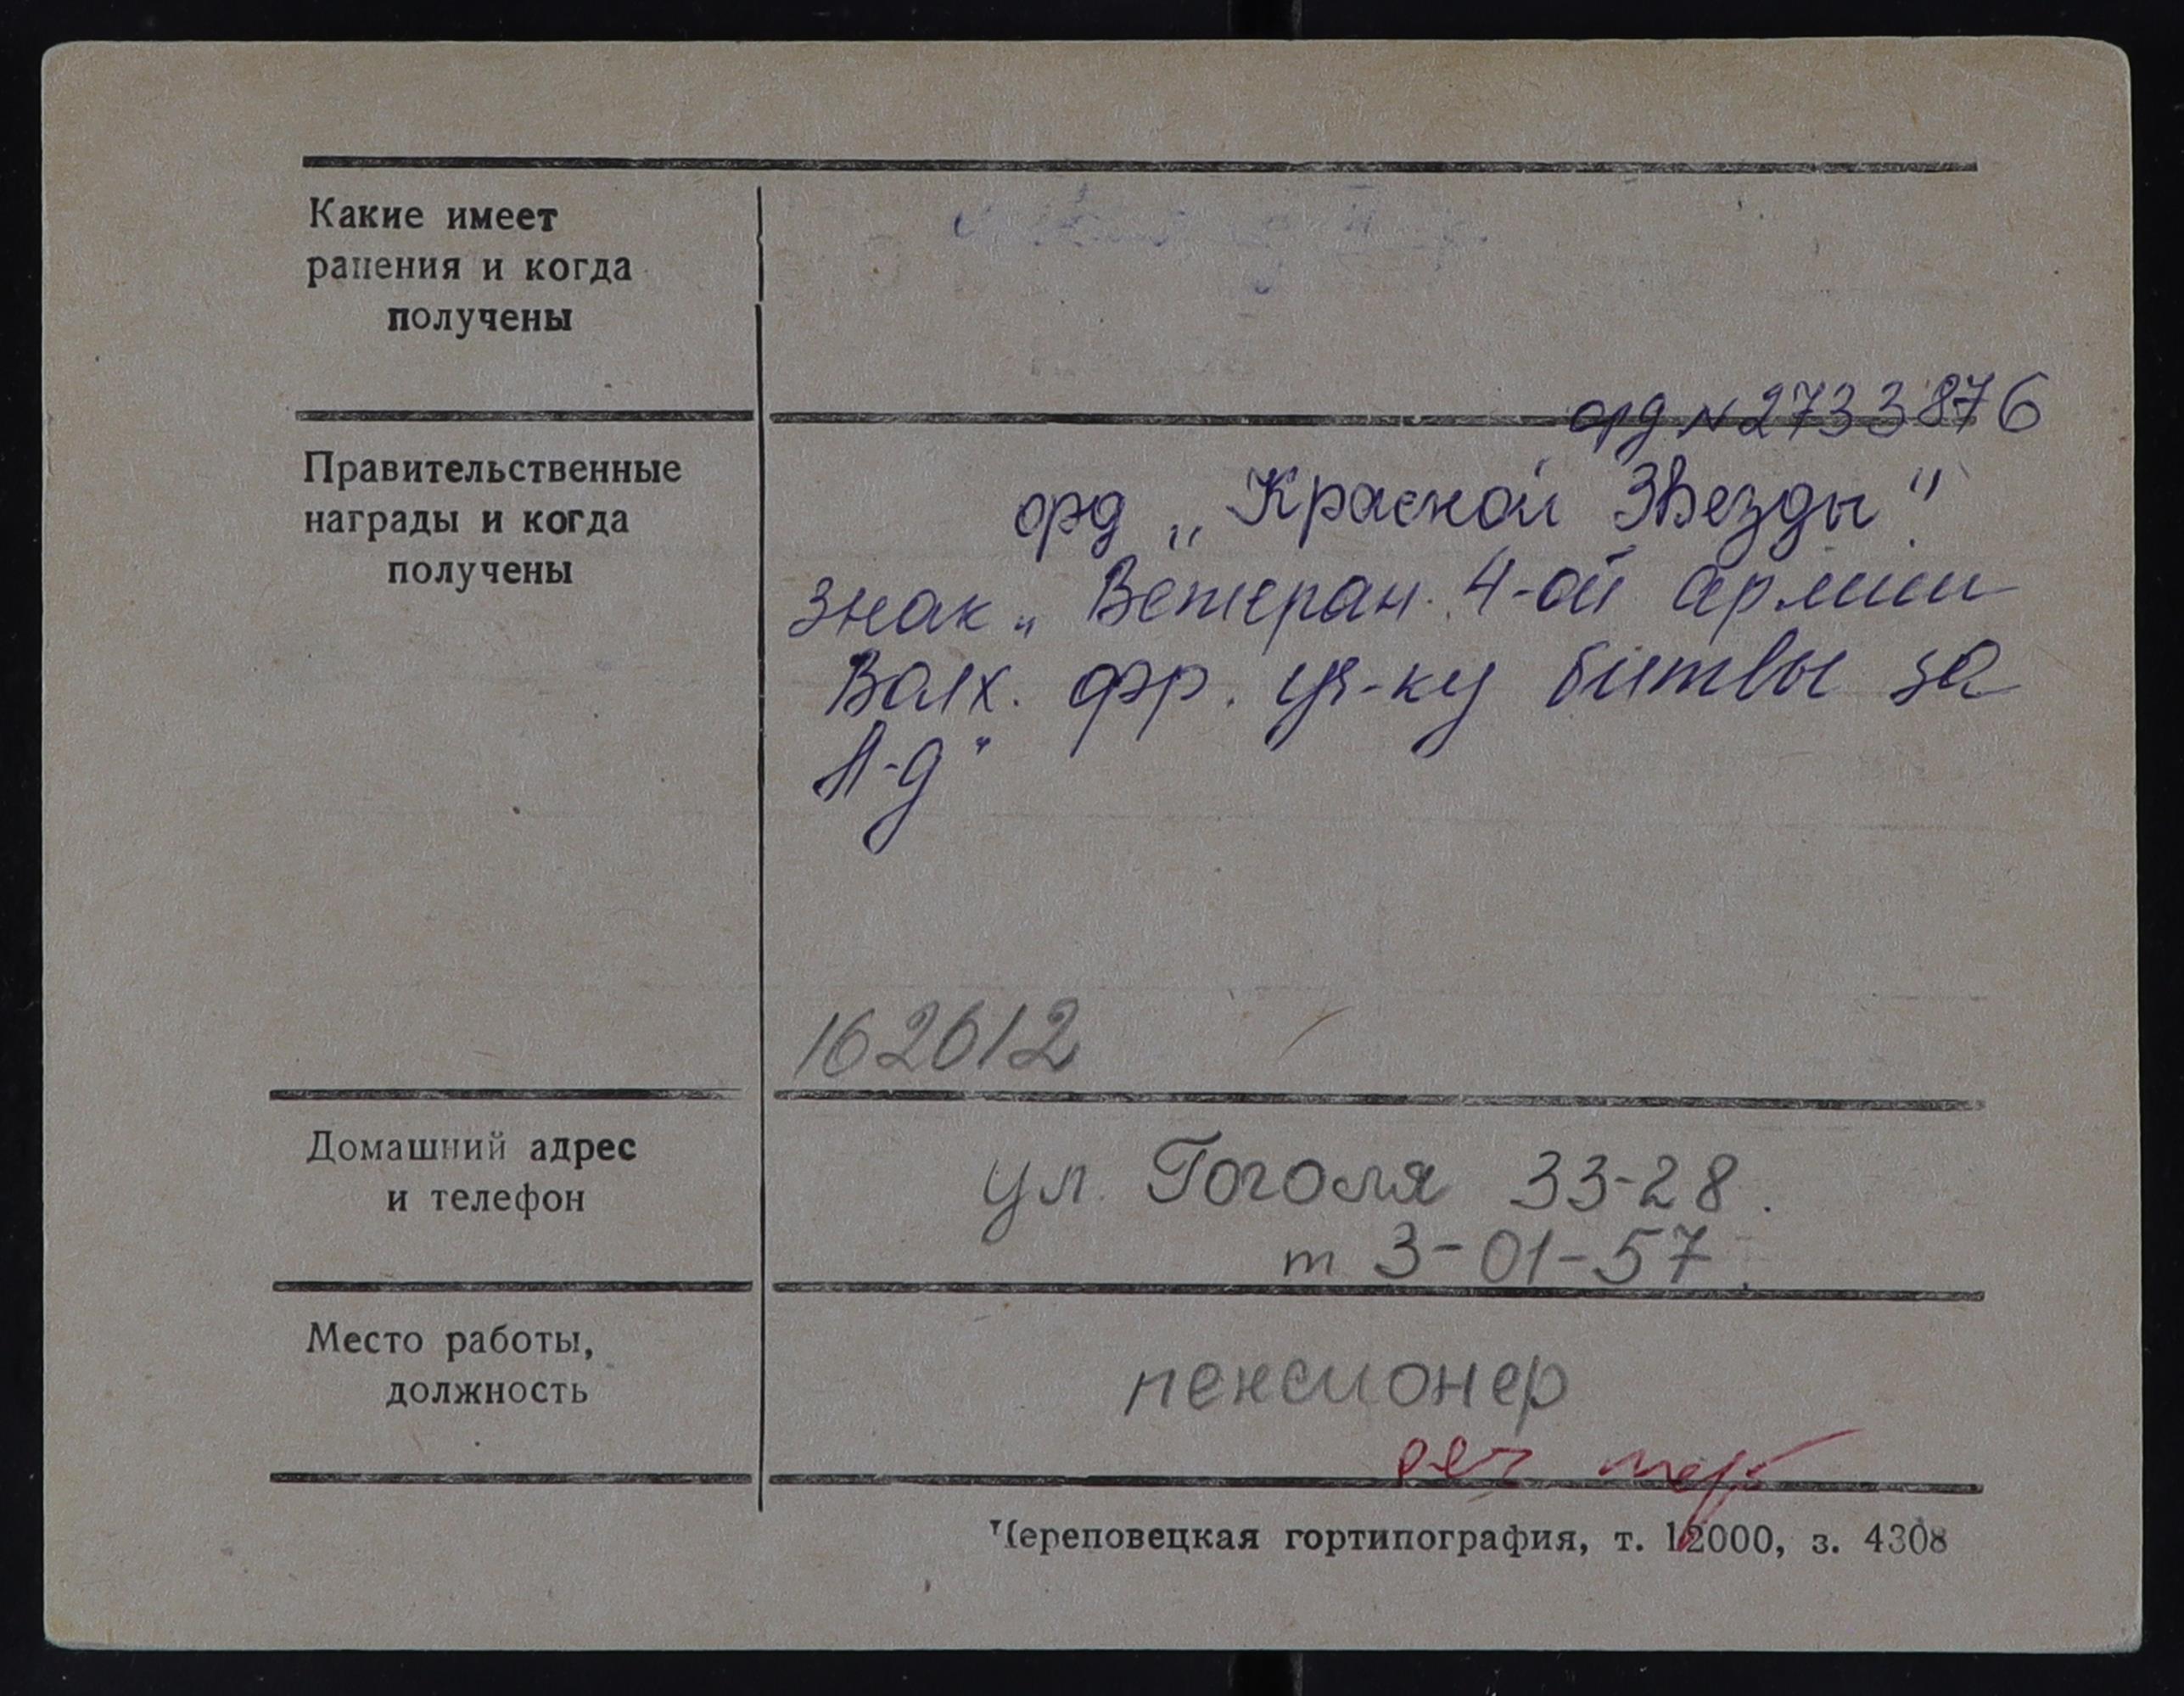 Какие имеет
ранения и когда
получены
орд N 2733876
Правительственные
награды и когда
получены
орд „Красной Звезды"
знак „Ветеран 4-ой армии
Волх. фр. уч-ку битвы за
Л-д"
162612
Домашний адрес
и телефон
ул. Гоголя 33-28.
т 3-01-57.
Место работы,
должность
пенсионер
Череповецкая гортипография, т. 12000, з. 4308